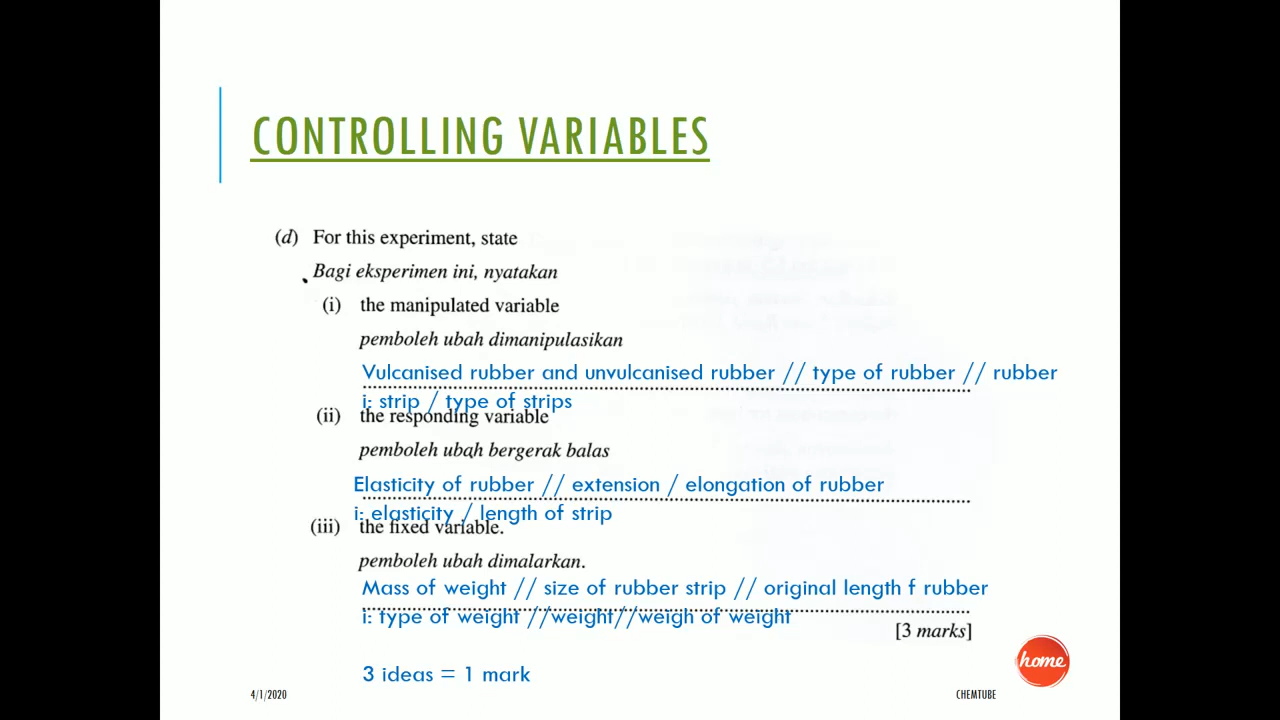 CONTROLLING VARIABLES
(d) For this experiment, state
Bagi eksperimen ini, nyatakan
(i) the manipulated variable
pemboleh ubah dimanipulasikan
Vulcanised rubber and unvulcanised rubber // type of rubber // rubber
i: strip / type of strips
(ii) the responding variable
pemboleh ubah bergerak balas
Elasticity of rubber // extension / elongation of rubber
i: elasticity / length of strip
(iii) the fixed variable.
pemboleh ubah dimalarkan.
Mass of weight // size of rubber strip // original length f rubber
i: type of weight //weight//weigh of weight
[3 marks]
home
3 ideas = 1 mark
4/1/2020
CHEMTUBE